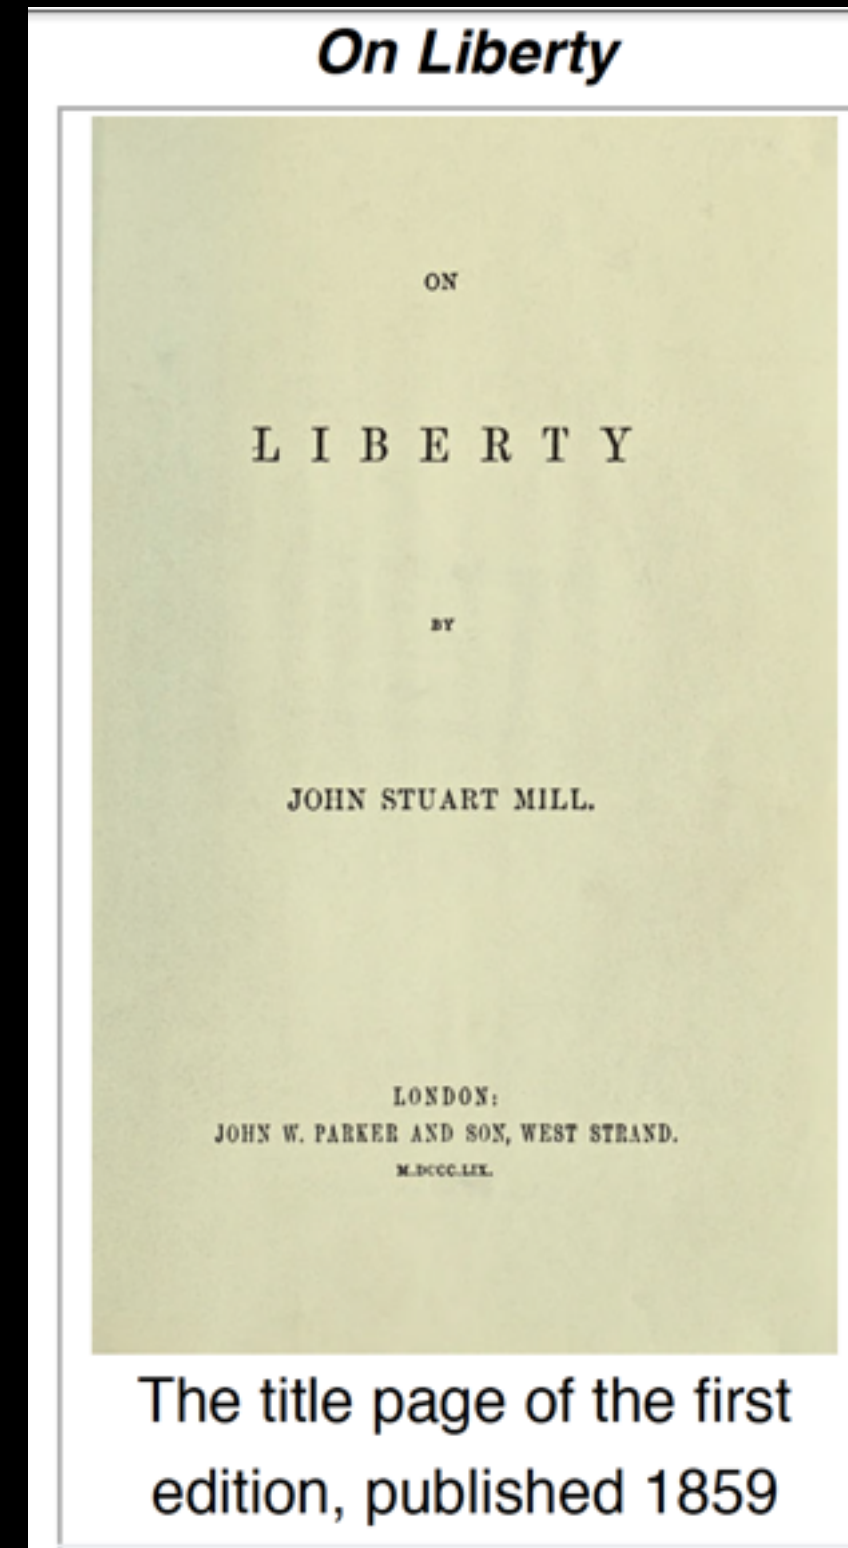 On Liberty
ON
LIBERTY
BY
JOHN STUART MILL.
LONDON:
JOHN W. PARKER AND SON, WEST STRAND.
M.DCCC.LIX.
The title page of the first
edition, published 1859